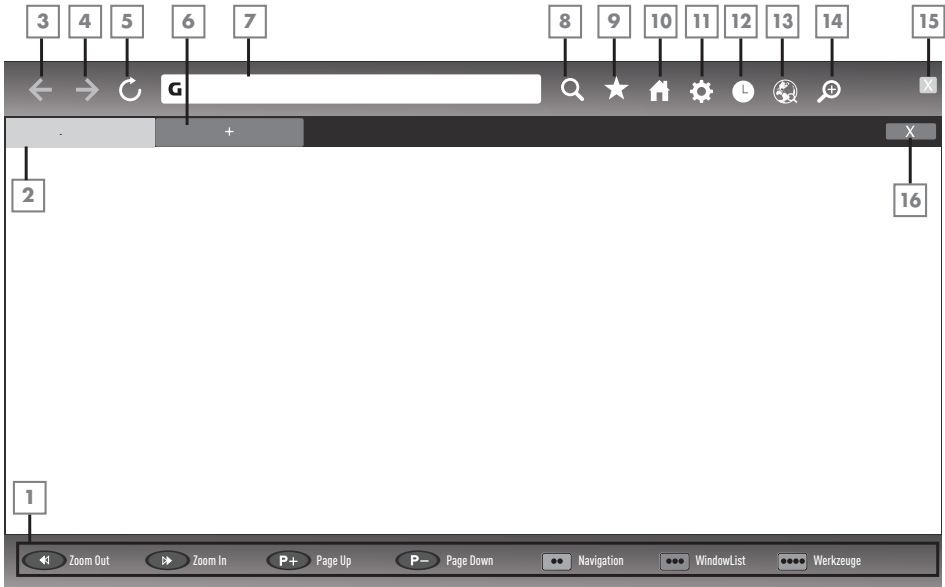 3 4 5 6 7 8 9 10 11 12 13 14 15
G X
- + X
2 16
1
Zoom Out Zoom In P+ Page Up P- Page Down Navigation WindowList Werkzeuge